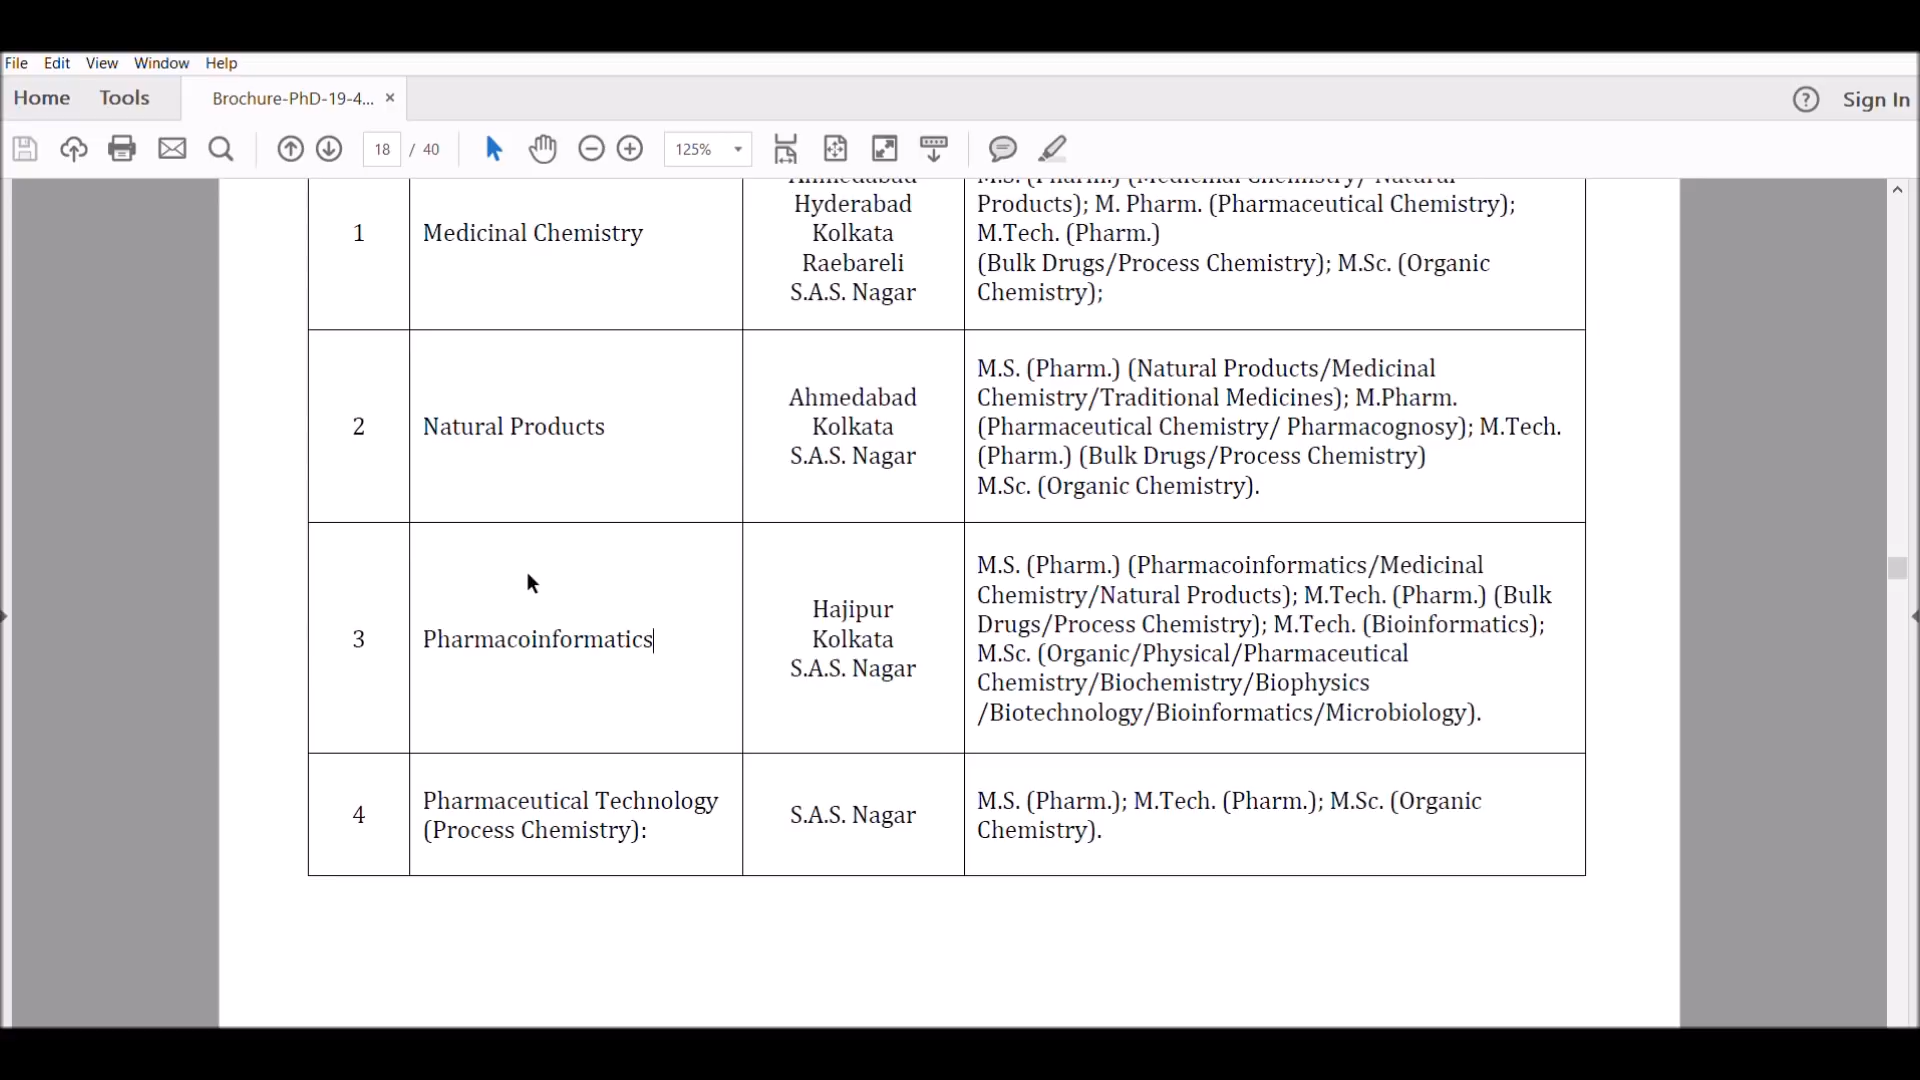 File Edit View Window Help
Home Tools Brochure-PhD-19-4... × ? Sign In
18 / 40 125%
Hyderabad
Kolkata
Raebareli
S.A.S. Nagar
1 Medicinal Chemistry
M.S. (Pharm.) (Medicinal Chemistry/ Natural
Products); M. Pharm. (Pharmaceutical Chemistry);
M.Tech. (Pharm.)
(Bulk Drugs/Process Chemistry); M.Sc. (Organic
Chemistry);
2 Natural Products
Ahmedabad
Kolkata
S.A.S. Nagar
M.S. (Pharm.) (Natural Products/Medicinal
Chemistry/Traditional Medicines); M.Pharm.
(Pharmaceutical Chemistry/ Pharmacognosy); M.Tech.
(Pharm.) (Bulk Drugs/Process Chemistry)
M.Sc. (Organic Chemistry).
3 Pharmacoinformatics
Hajipur
Kolkata
S.A.S. Nagar
M.S. (Pharm.) (Pharmacoinformatics/Medicinal
Chemistry/Natural Products); M.Tech. (Pharm.) (Bulk
Drugs/Process Chemistry); M.Tech. (Bioinformatics);
M.Sc. (Organic/Physical/Pharmaceutical
Chemistry/Biochemistry/Biophysics
/Biotechnology/Bioinformatics/Microbiology).
4 Pharmaceutical Technology
(Process Chemistry):
S.A.S. Nagar
M.S. (Pharm.); M.Tech. (Pharm.); M.Sc. (Organic
Chemistry).